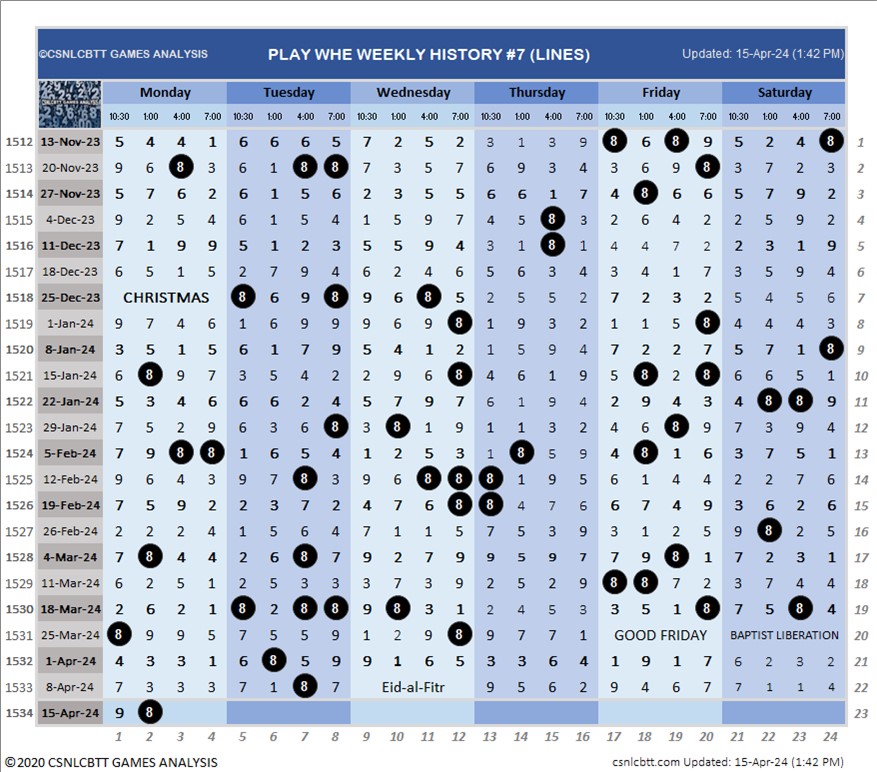 ©CSNLCBTT GAMES ANALYSIS PLAY WHE WEEKLY HISTORY #7 (LINES) Updated: 15-Apr-24 (1:42 PM)
CSNLCBTT GAMES ANALYSIS Monday Tuesday Wednesday Thursday Friday Saturday
10:30 1:00 4:00 7:00 10:30 1:00 4:00 7:00 10:30 1:00 4:00 7:00 10:30 1:00 4:00 7:00 10:30 1:00 4:00 7:00 10:30 1:00 4:00 7:00
1512 13-Nov-23 5 4 4 1 6 6 6 5 7 2 5 2 3 1 3 9 8 6 8 9 5 2 4 8 1
1513 20-Nov-23 9 6 8 3 6 1 8 8 7 3 5 7 6 9 3 4 3 6 9 8 3 7 2 3 2
1514 27-Nov-23 5 7 6 2 6 1 5 6 2 3 5 5 6 6 1 7 4 8 7 7 5 7 9 2 3
1515 4-Dec-23 9 2 5 4 6 1 5 4 1 5 9 7 4 5 8 4 2 6 4 2 2 5 9 2 4
1516 11-Dec-23 7 1 9 9 5 1 2 3 5 5 9 4 3 1 8 1 4 4 7 2 2 3 1 9 5
1517 18-Dec-23 6 5 1 5 2 7 9 4 6 2 4 6 5 6 3 4 3 4 1 7 3 5 9 4 6
1518 25-Dec-23 CHRISTMAS 8 6 9 8 9 6 8 5 2 5 5 2 7 2 3 2 5 4 5 6 7
1519 1-Jan-24 9 7 4 6 1 6 9 9 9 6 9 8 1 9 3 2 1 1 5 8 4 4 4 3 8
1520 8-Jan-24 3 5 1 5 6 1 7 9 5 4 1 2 1 5 9 4 7 2 2 7 5 7 1 8 9
1521 15-Jan-24 6 8 9 7 3 5 4 2 2 9 6 8 4 6 1 9 5 8 2 8 6 6 5 1 10
1522 22-Jan-24 5 3 4 6 6 6 2 4 5 7 9 7 6 1 9 4 2 9 4 3 4 8 8 9 11
1523 29-Jan-24 7 5 2 9 6 3 6 8 3 8 1 9 1 1 3 2 4 6 8 9 7 3 9 4 12
1524 5-Feb-24 7 9 8 8 1 6 5 4 1 2 5 3 1 8 5 9 4 8 1 6 3 7 5 1 13
1525 12-Feb-24 9 6 4 3 9 7 8 3 9 6 8 8 8 1 9 5 6 1 4 4 2 2 7 6 14
1526 19-Feb-24 7 5 9 2 2 3 7 2 4 7 6 8 8 4 7 6 6 7 4 9 3 6 2 6 15
1527 26-Feb-24 2 2 2 4 1 5 6 4 7 1 1 5 7 5 3 9 3 1 2 5 9 8 2 5 16
1528 4-Mar-24 7 8 4 4 2 6 8 7 9 2 7 9 9 5 9 7 7 9 8 1 7 2 3 1 17
1529 11-Mar-24 6 2 5 1 2 5 3 3 7 3 9 2 5 2 2 9 8 8 7 2 3 7 4 4 18
1530 18-Mar-24 2 6 2 1 8 2 8 8 9 8 3 1 2 4 5 3 3 5 1 8 7 5 8 4 19
1531 25-Mar-24 8 9 9 5 7 5 5 9 1 2 9 8 9 7 7 1 GOOD FRIDAY BAPTIST LIBERATION 20
1532 1-Apr-24 4 3 3 1 6 8 5 9 9 1 6 5 3 3 6 4 1 9 1 7 6 2 3 2 21
1533 8-Apr-24 7 3 3 3 7 1 8 7 Eid-al-Fitr 9 5 6 2 9 4 6 7 7 1 1 4 22
1534 15-Apr-24 9 8 23
1 2 3 4 5 6 7 8 9 10 11 12 13 14 15 16 17 18 19 20 21 22 23 24
©2020 CSNLCBTT GAMES ANALYSIS csnlcbtt.com Updated: 15-Apr-24 (1:42 PM)